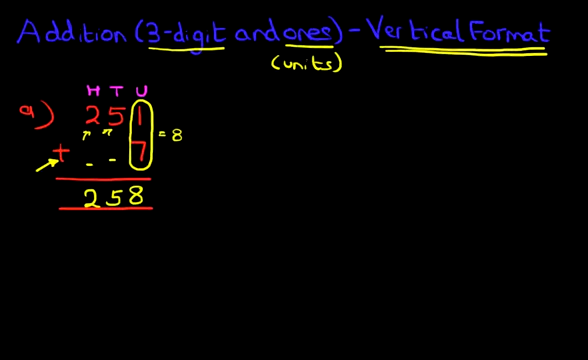 Addition (3-digit and ones) - Vertical Format
(units)
H T U
a) 2 5 1
= 8
+ - - 7
2 5 8